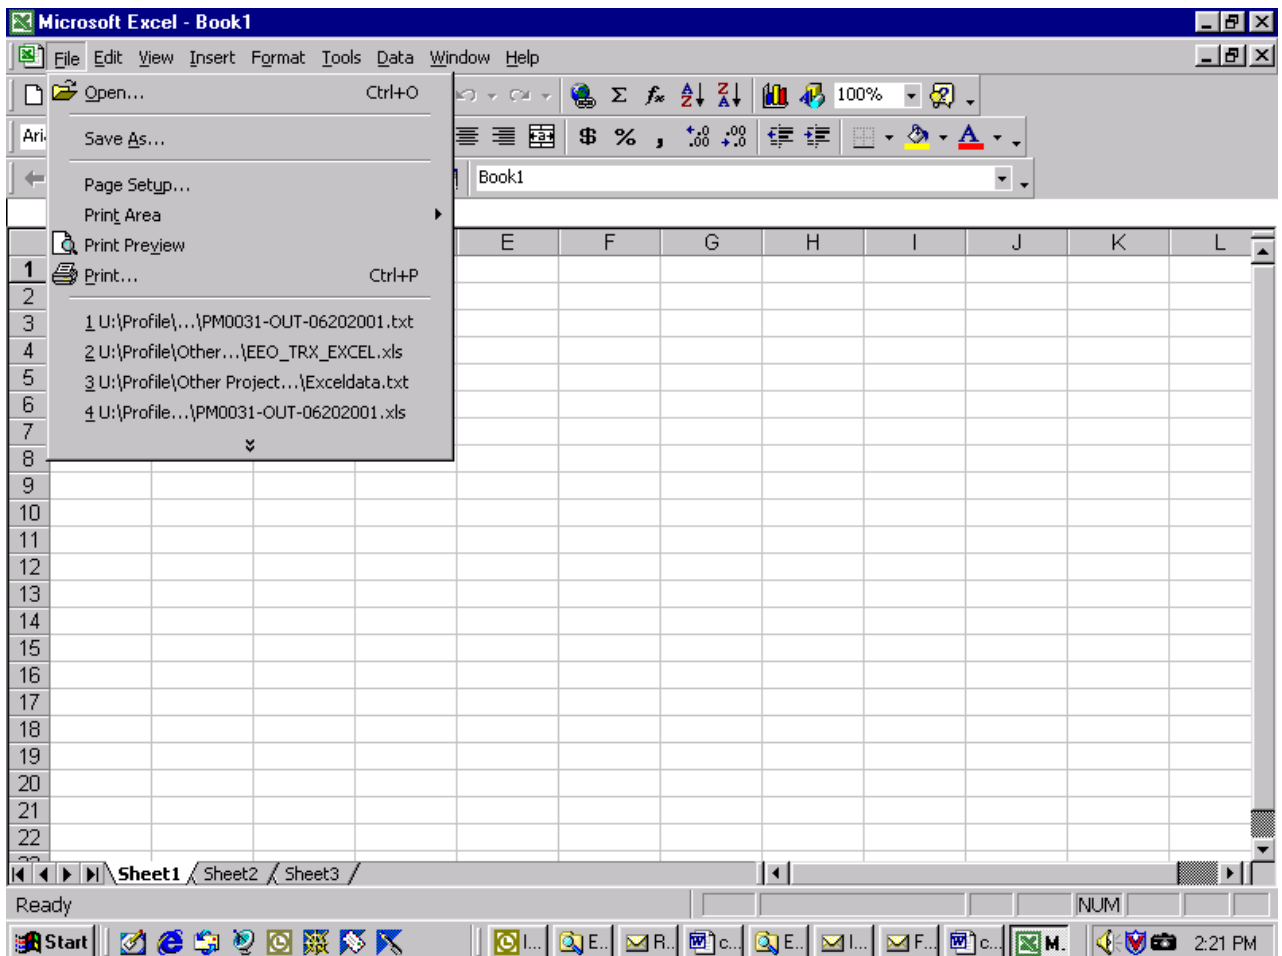 Microsoft Excel - Book1
File Edit View Insert Format Tools Data Window Help
Open... Ctrl+O
100%
Ari
Save As...
$ % ,
Page Setup...
Book1
Print Area
Print Preview
Print... Ctrl+P
E F G H I J K L
1 U:\Profile\...\PM0031-OUT-06202001.txt
2 U:\Profile\Other...\EEO_TRX_EXCEL.xls
3 U:\Profile\Other Project...\Exceldata.txt
4 U:\Profile...\PM0031-OUT-06202001.xls
1
2
3
4
5
6
7
8
9
10
11
12
13
14
15
16
17
18
19
20
21
22
Sheet1 Sheet2 Sheet3
Ready NUM
Start I... E.. R.. c... E... I... F... c... M. 2:21 PM